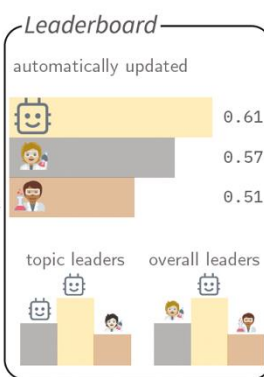 Leaderboard
automatically updated
0.61
0.57
0.51
topic leaders overall leaders